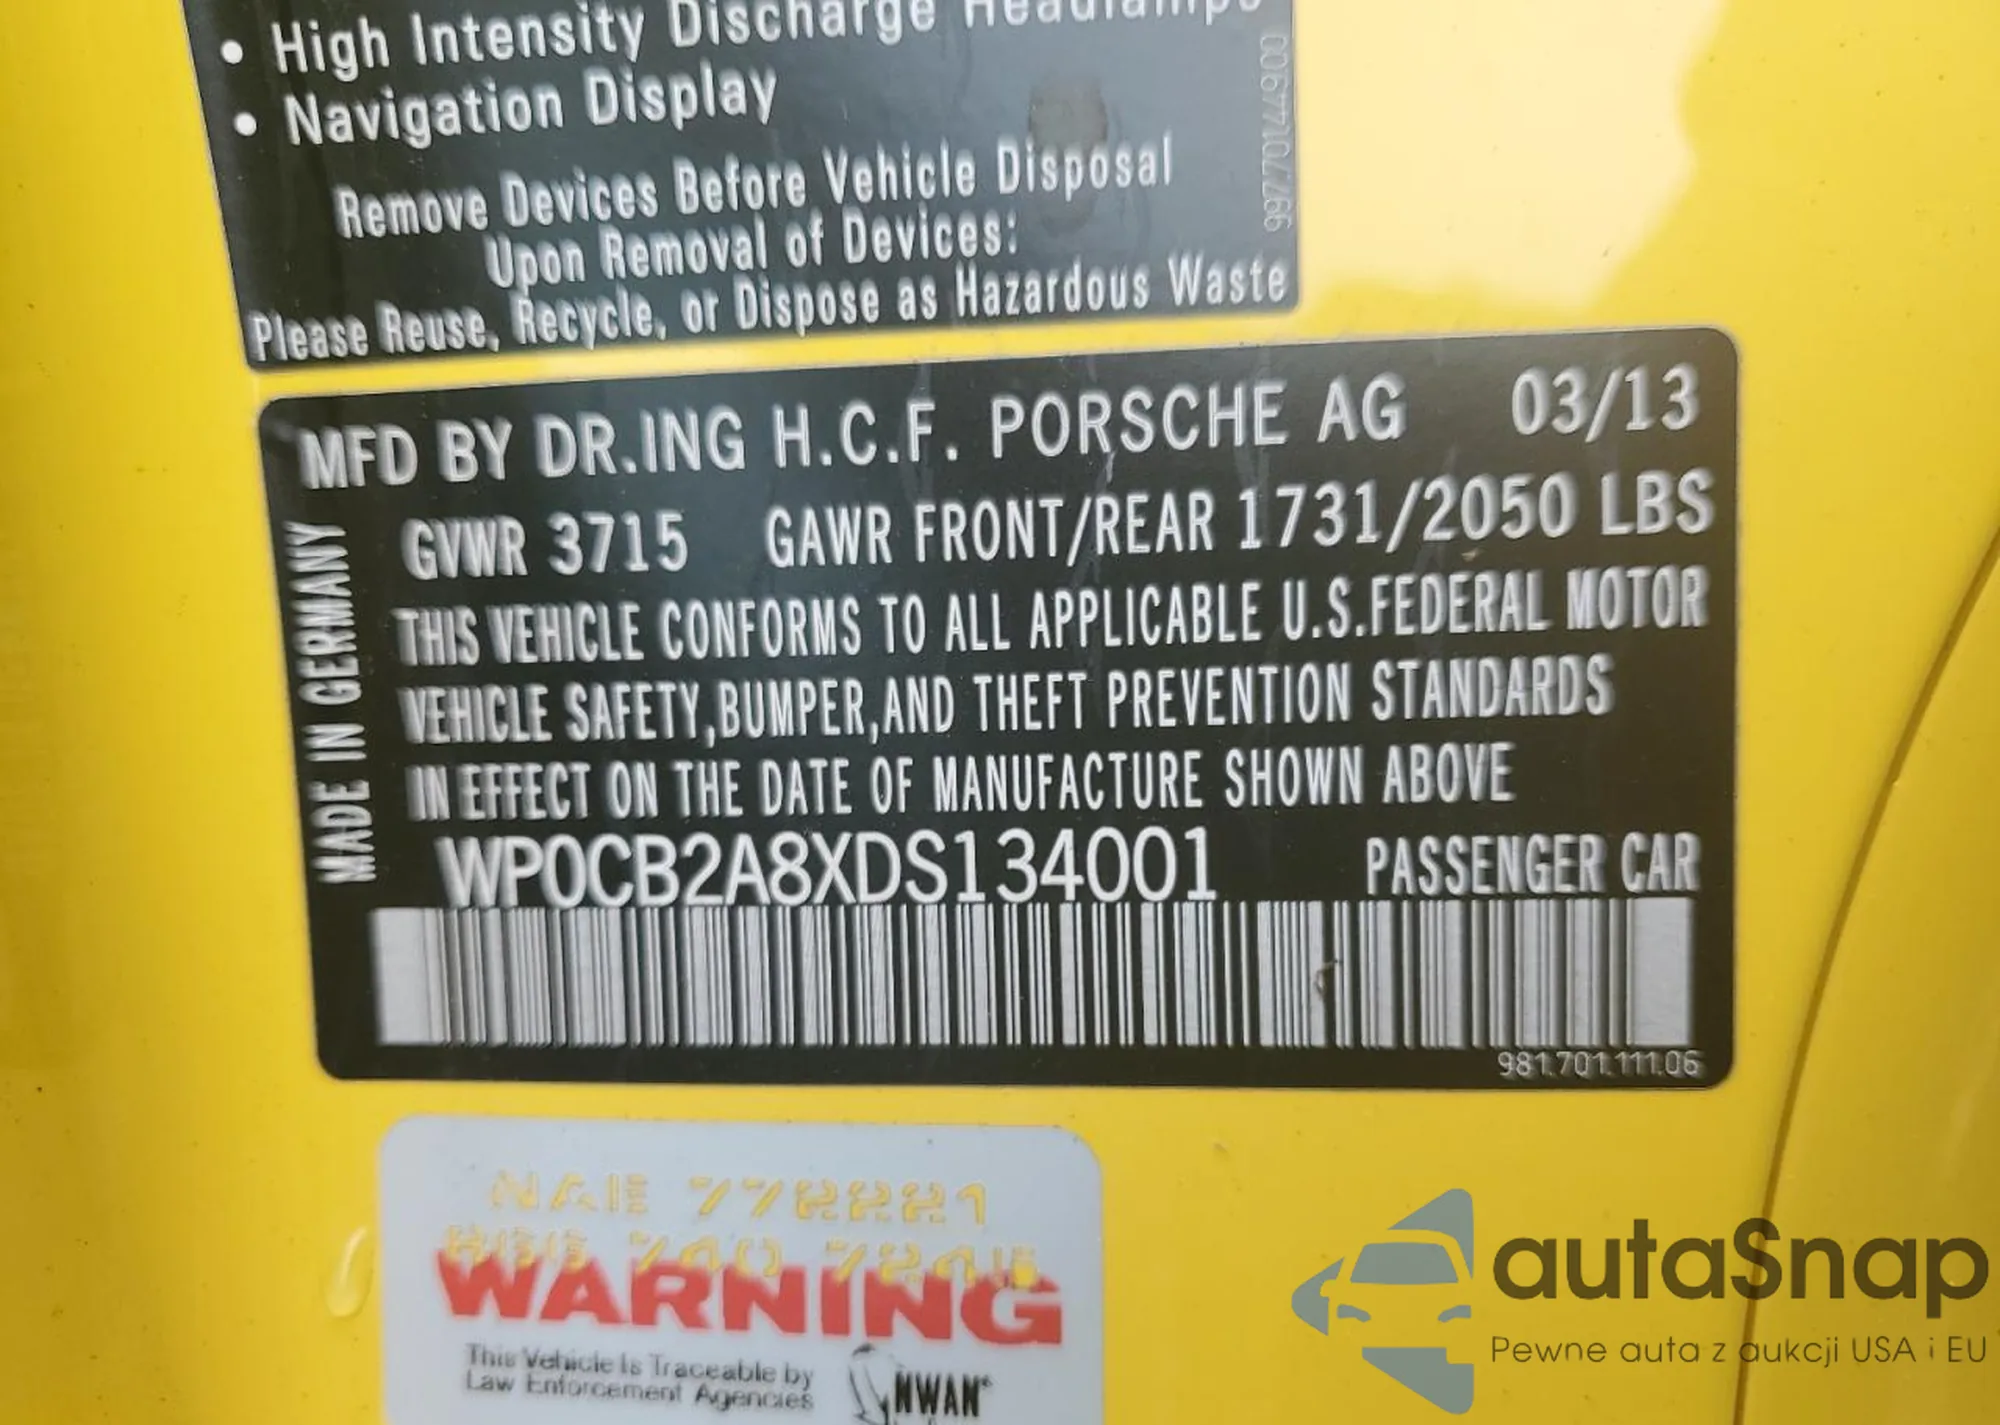 • High Intensity Discharge Headlamps
• Navigation Display
Remove Devices Before Vehicle Disposal
Upon Removal of Devices:
Please Reuse, Recycle, or Dispose as Hazardous Waste
99770144900
MFD BY DR.ING H.C.F. PORSCHE AG 03/13
GVWR 3715 GAWR FRONT/REAR 1731/2050 LBS
THIS VEHICLE CONFORMS TO ALL APPLICABLE U.S.FEDERAL MOTOR
VEHICLE SAFETY,BUMPER,AND THEFT PREVENTION STANDARDS
IN EFFECT ON THE DATE OF MANUFACTURE SHOWN ABOVE
WP0CB2A8XDS134001 PASSENGER CAR
MADE IN GERMANY
981.701.111.06
NAE 772221
WARNING
This Vehicle Is Traceable by
Law Enforcement Agencies
NWAN®
autaSnap
Pewne auta z aukcji USA i EU